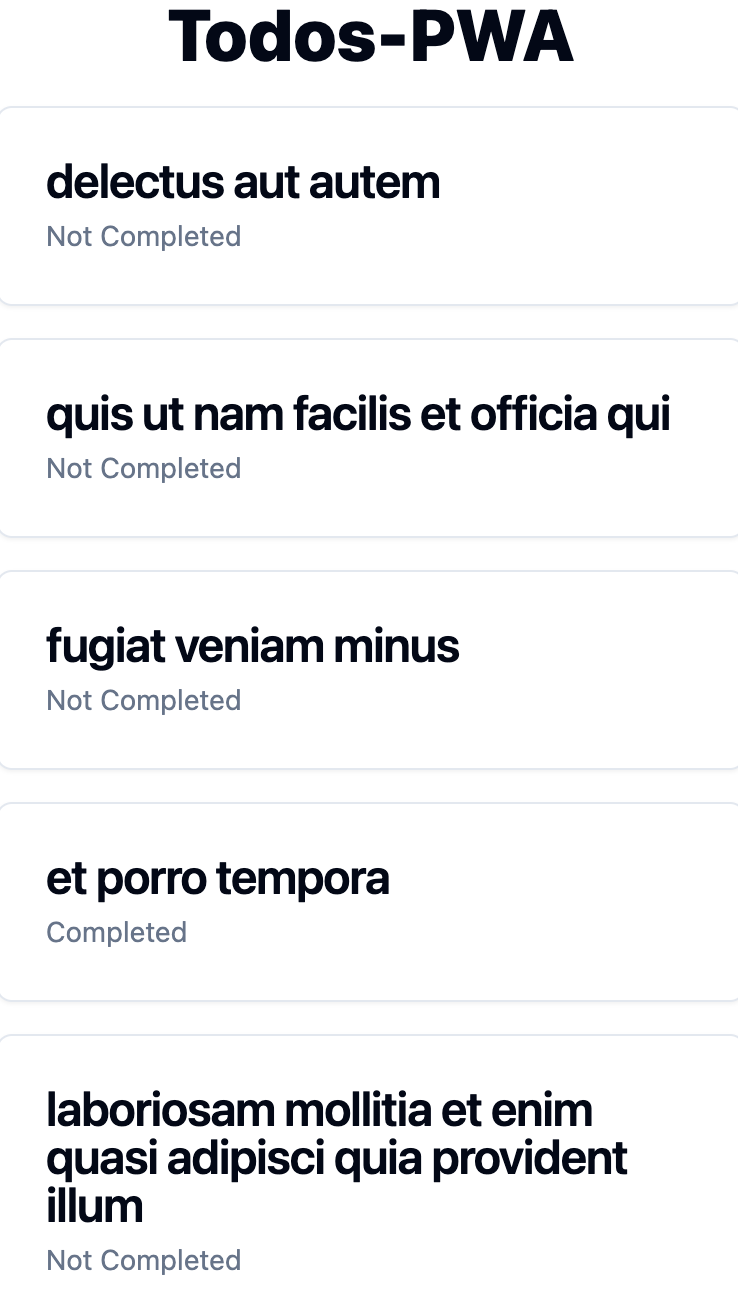 Todos-PWA
delectus aut autem
Not Completed
quis ut nam facilis et officia qui
Not Completed
fugiat veniam minus
Not Completed
et porro tempora
Completed
laboriosam mollitia et enim
quasi adipisci quia provident
illum
Not Completed